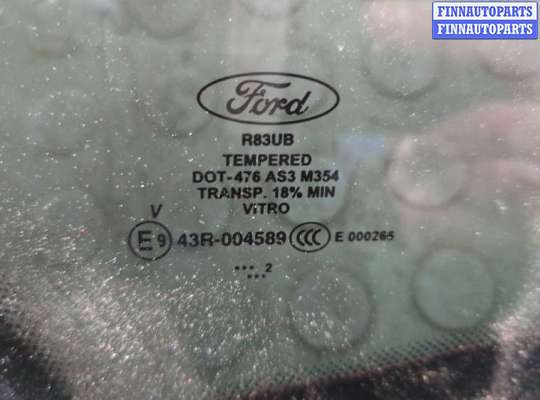 FINNAUTOPARTS
FINNAUTOPARTS
Ford
R83UB
TEMPERED
DOT-476 AS3 M354
TRANSP. 18% MIN
VITRO
V
E9 43R-004589 CCC E 000265
..... 2